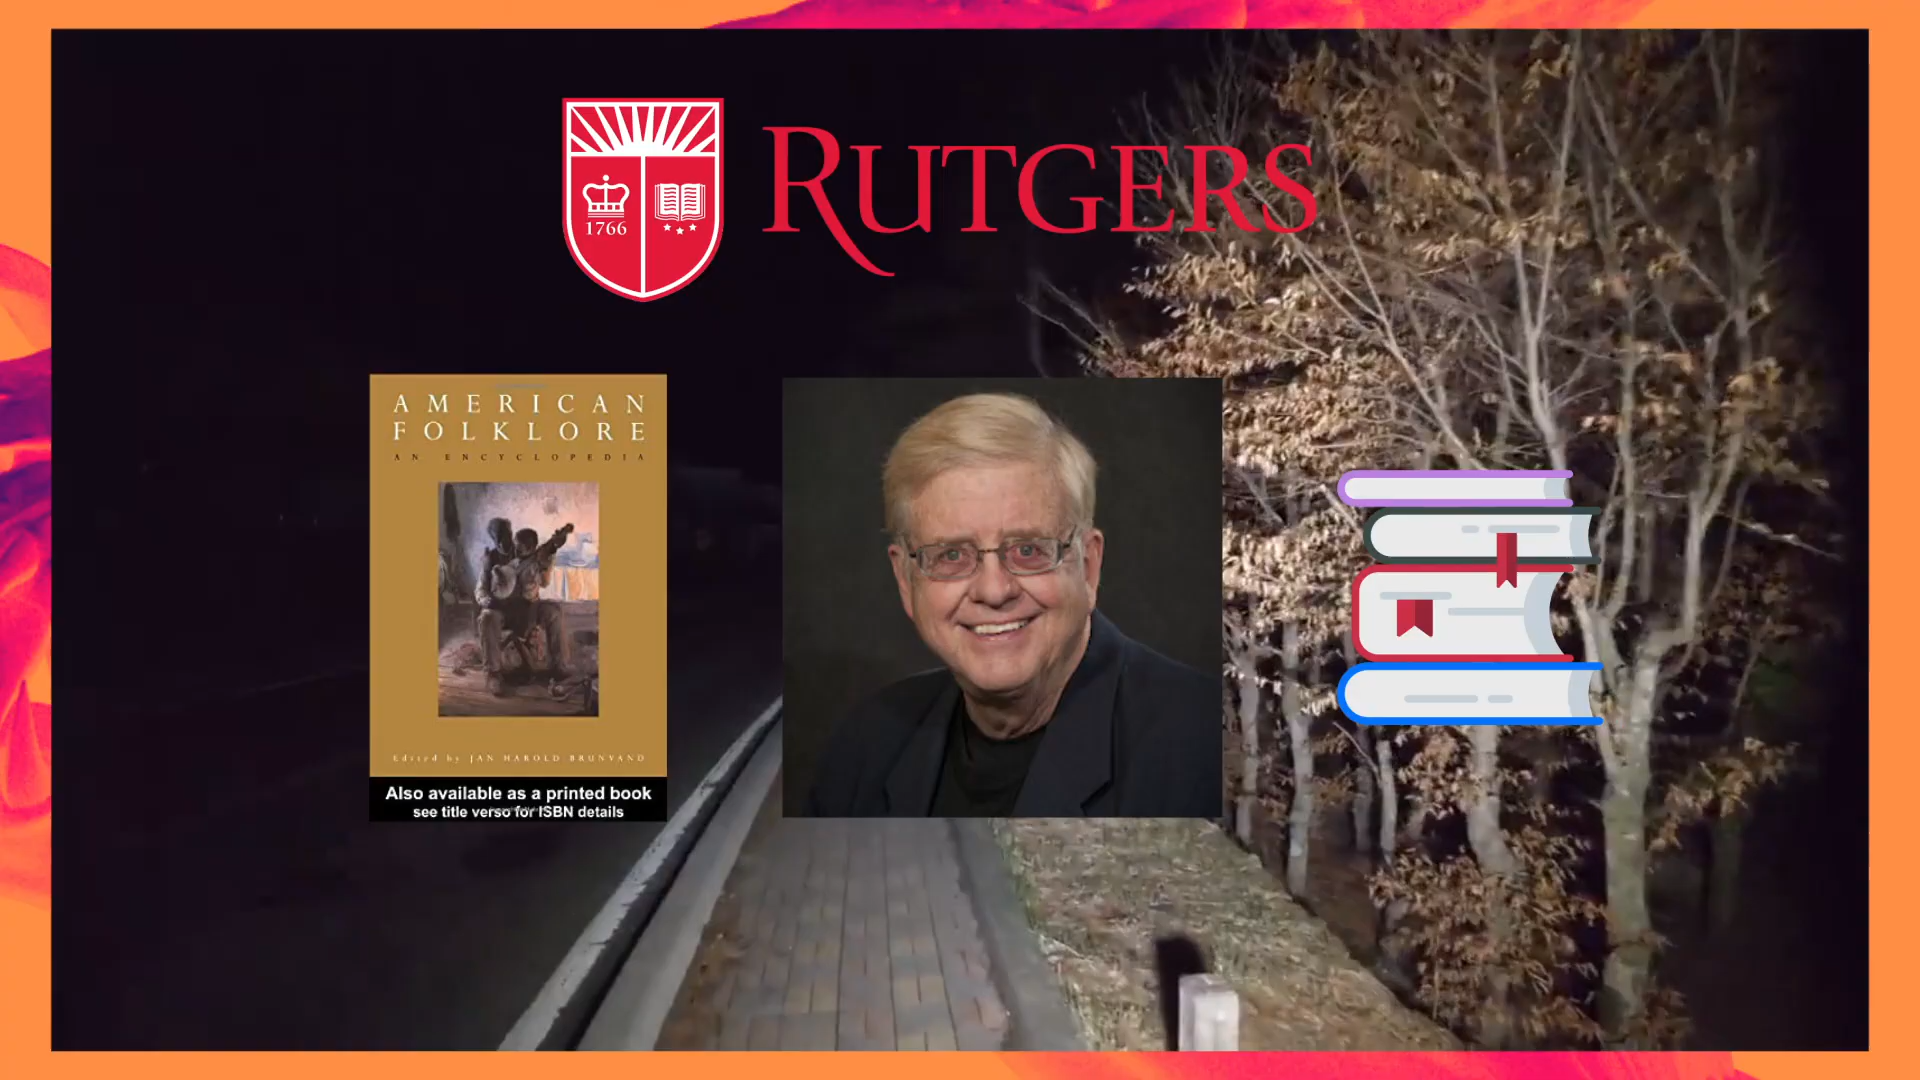 RUTGERS
1766
AMERICAN
FOLKLORE
AN ENCYCLOPEDIA
Edited by JAN HAROLD BRUNVAND
Also available as a printed book
see title verso for ISBN details